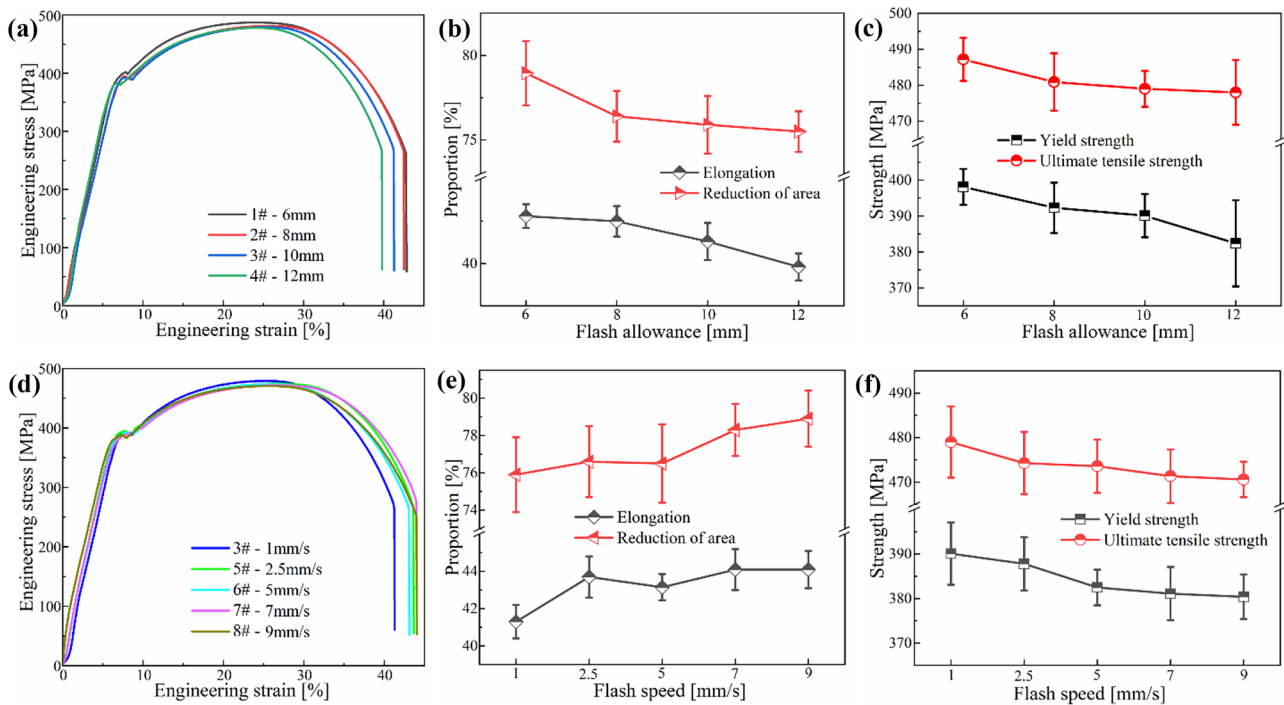 (a)
500
400
300
200
100
0
Engineering stress [MPa]
1# - 6mm
2# - 8mm
3# - 10mm
4# - 12mm
0 10 20 30 40
Engineering strain [%]
(b)
80
75
40
Proportion [%]
Elongation
Reduction of area
6 8 10 12
Flash allowance [mm]
(c)
500
490
480
470
400
390
380
370
Strength [MPa]
Yield strength
Ultimate tensile strength
6 8 10 12
Flash allowance [mm]
(d)
500
400
300
200
100
0
Engineering stress [MPa]
3# - 1mm/s
5# - 2.5mm/s
6# - 5mm/s
7# - 7mm/s
8# - 9mm/s
0 10 20 30 40
Engineering strain [%]
(e)
82
80
78
76
74
44
42
40
Proportion [%]
Elongation
Reduction of area
1 2.5 5 7 9
Flash speed [mm/s]
(f)
490
480
470
390
380
370
Strength [MPa]
Yield strength
Ultimate tensile strength
1 2.5 5 7 9
Flash speed [mm/s]